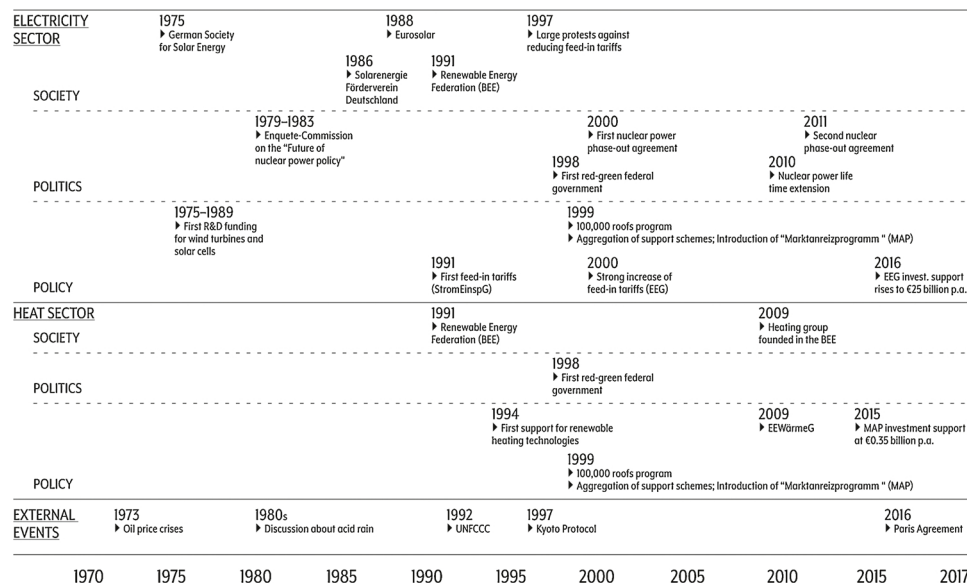 ELECTRICITY
SECTOR
1975
German Society
for Solar Energy
1988
Eurosolar
1997
Large protests against
reducing feed-in tariffs
1986
Solarenergie
Förderverein
Deutschland
1991
Renewable Energy
Federation (BEE)
SOCIETY
1979–1983
Enquete-Commission
on the "Future of
nuclear power policy"
2000
First nuclear power
phase-out agreement
2011
Second nuclear
phase-out agreement
1998
First red-green federal
government
2010
Nuclear power life
time extension
POLITICS
1975–1989
First R&D funding
for wind turbines and
solar cells
1999
100,000 roofs program
Aggregation of support schemes; Introduction of "Marktanreizprogramm " (MAP)
1991
First feed-in tariffs
(StromEinspG)
2000
Strong increase of
feed-in tariffs (EEG)
2016
EEG invest. support
rises to €25 billion p.a.
POLICY
HEAT SECTOR
SOCIETY
1991
Renewable Energy
Federation (BEE)
2009
Heating group
founded in the BEE
POLITICS
1998
First red-green federal
government
1994
First support for renewable
heating technologies
2009
EEWärmeG
2015
MAP investment support
at €0.35 billion p.a.
1999
100,000 roofs program
Aggregation of support schemes; Introduction of "Marktanreizprogramm " (MAP)
POLICY
EXTERNAL
EVENTS
1973
Oil price crises
1980s
Discussion about acid rain
1992
UNFCCC
1997
Kyoto Protocol
2016
Paris Agreement
1970 1975 1980 1985 1990 1995 2000 2005 2010 2015 2017